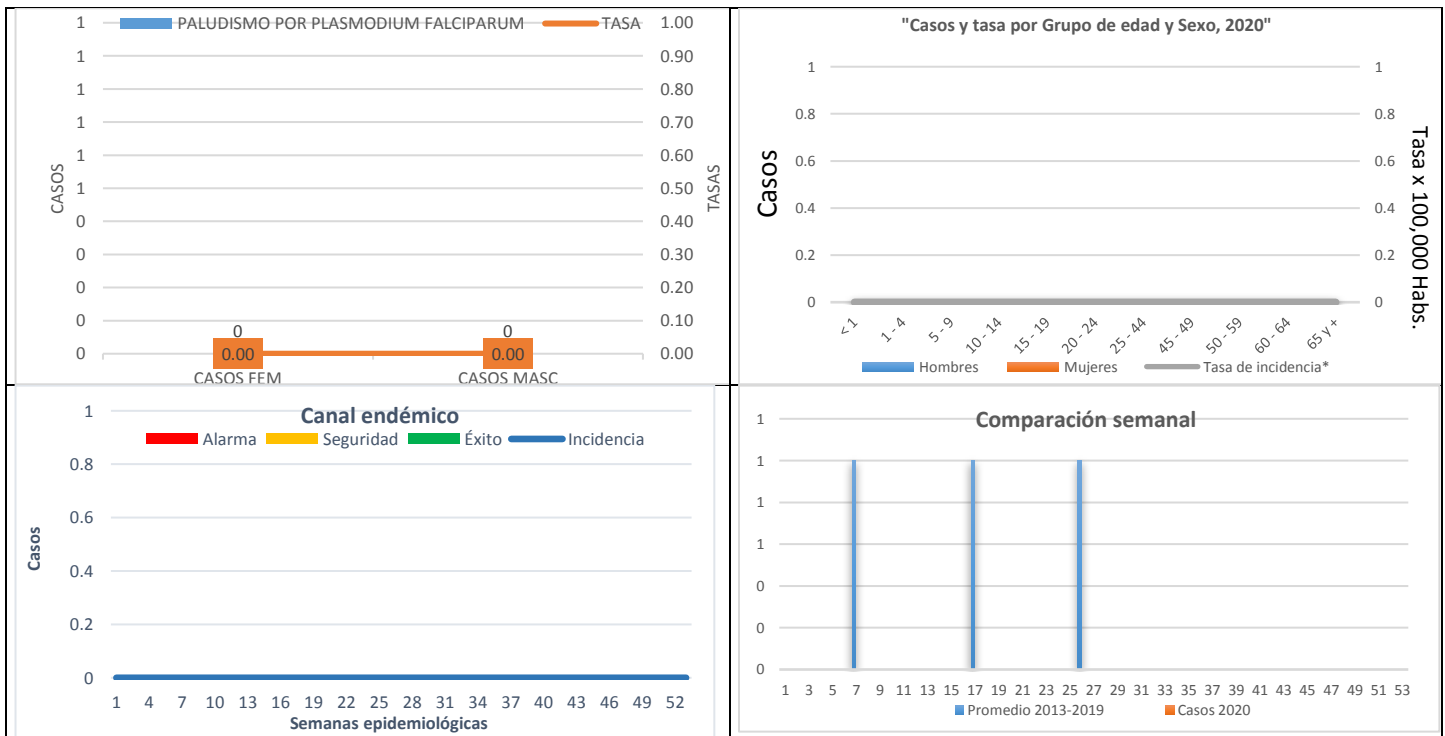 PALUDISMO POR PLASMODIUM FALCIPARUM TASA
1
1
1
1
1
1
0
0
0
0
0
CASOS
1.00
0.90
0.80
0.70
0.60
0.50
0.40
0.30
0.20
0.10
0.00
TASAS
0 0
0.00 0.00
CASOS FEM CASOS MASC
"Casos y tasa por Grupo de edad y Sexo, 2020"
1
0.8
0.6
0.4
0.2
0
Casos
1
0.8
0.6
0.4
0.2
0
Tasa x 100,000 Habs.
< 1 1 - 4 5 - 9 10 - 14 15 - 19 20 - 24 25 - 44 45 - 49 50 - 59 60 - 64 65 y +
Hombres Mujeres Tasa de incidencia*
Canal endémico
Alarma Seguridad Éxito Incidencia
1
0.8
0.6
0.4
0.2
0
Casos
1 4 7 10 13 16 19 22 25 28 31 34 37 40 43 46 49 52
Semanas epidemiológicas
Comparación semanal
1
1
1
1
0
0
0
1 3 5 7 9 11 13 15 17 19 21 23 25 27 29 31 33 35 37 39 41 43 45 47 49 51 53
Promedio 2013-2019 Casos 2020